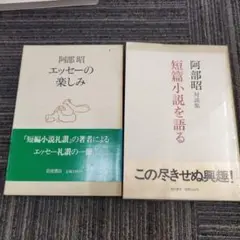 阿部昭
エッセーの
楽しみ
『短編小説礼讃』の著者による
エッセー礼讃の一冊
岩波書店
阿部昭
対談集
短篇小説を語る
この尽きせぬ興趣!